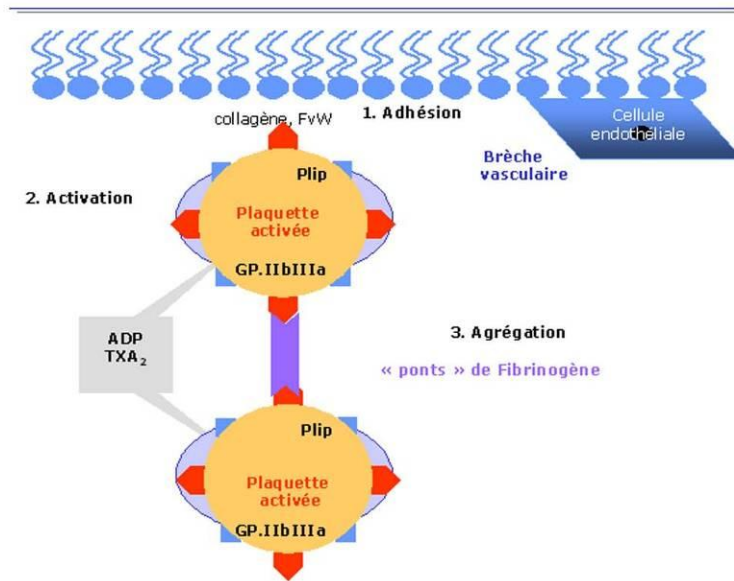 collagène, FvW
1. Adhésion
Cellule
endothéliale
Brèche
vasculaire
2. Activation
Plip
Plaquette
activée
GP.IIbIIIa
ADP
TXA₂
3. Agrégation
« ponts » de Fibrinogène
Plip
Plaquette
activée
GP.IIbIIIa